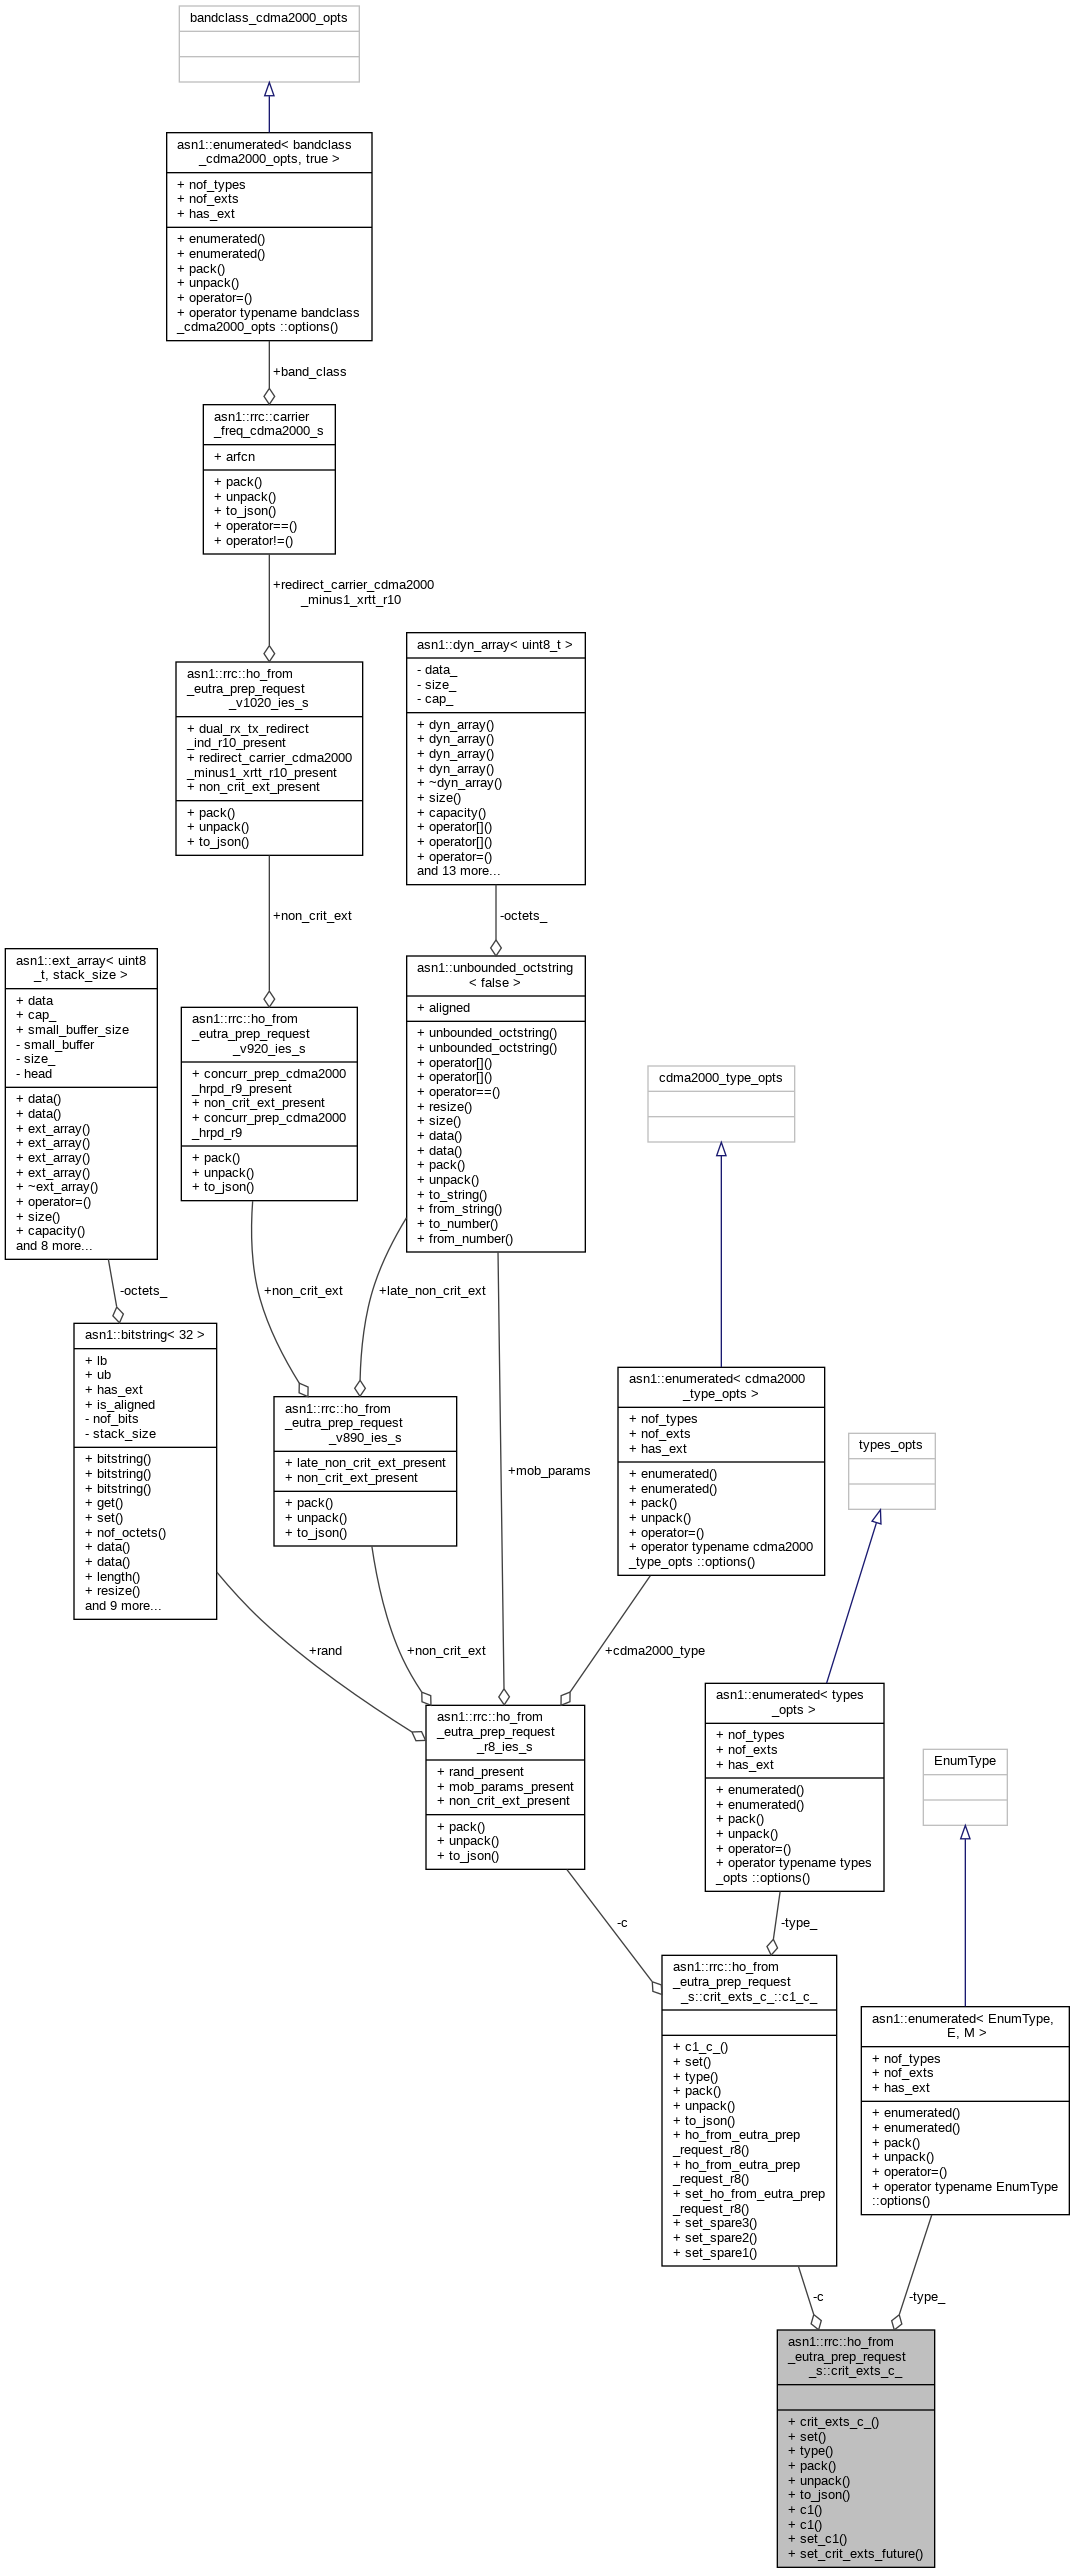 bandclass_cdma2000_opts
asn1::enumerated< bandclass
_cdma2000_opts, true >
+ nof_types
+ nof_exts
+ has_ext
+ enumerated()
+ enumerated()
+ pack()
+ unpack()
+ operator=()
+ operator typename bandclass
_cdma2000_opts ::options()
+band_class
asn1::rrc::carrier
_freq_cdma2000_s
+ arfcn
+ pack()
+ unpack()
+ to_json()
+ operator==()
+ operator!=()
+redirect_carrier_cdma2000
_minus1_xrtt_r10
asn1::rrc::ho_from
_eutra_prep_request
_v1020_ies_s
+ dual_rx_tx_redirect
_ind_r10_present
+ redirect_carrier_cdma2000
_minus1_xrtt_r10_present
+ non_crit_ext_present
+ pack()
+ unpack()
+ to_json()
asn1::dyn_array< uint8_t >
- data_
- size_
- cap_
+ dyn_array()
+ dyn_array()
+ dyn_array()
+ dyn_array()
+ ~dyn_array()
+ size()
+ capacity()
+ operator[]()
+ operator[]()
+ operator=()
and 13 more...
+non_crit_ext
-octets_
asn1::ext_array< uint8
_t, stack_size >
+ data
+ cap_
+ small_buffer_size
- small_buffer
- size_
- head
+ data()
+ data()
+ ext_array()
+ ext_array()
+ ext_array()
+ ext_array()
+ ~ext_array()
+ operator=()
+ size()
+ capacity()
and 8 more...
asn1::rrc::ho_from
_eutra_prep_request
_v920_ies_s
+ concurr_prep_cdma2000
_hrpd_r9_present
+ non_crit_ext_present
+ concurr_prep_cdma2000
_hrpd_r9
+ pack()
+ unpack()
+ to_json()
asn1::unbounded_octstring
< false >
+ aligned
+ unbounded_octstring()
+ unbounded_octstring()
+ operator[]()
+ operator[]()
+ operator==()
+ resize()
+ size()
+ data()
+ data()
+ pack()
+ unpack()
+ to_string()
+ from_string()
+ to_number()
+ from_number()
cdma2000_type_opts
-octets_
+non_crit_ext
+late_non_crit_ext
asn1::bitstring< 32 >
+ lb
+ ub
+ has_ext
+ is_aligned
- nof_bits
- stack_size
+ bitstring()
+ bitstring()
+ bitstring()
+ get()
+ set()
+ nof_octets()
+ data()
+ data()
+ length()
+ resize()
and 9 more...
asn1::rrc::ho_from
_eutra_prep_request
_v890_ies_s
+ late_non_crit_ext_present
+ non_crit_ext_present
+ pack()
+ unpack()
+ to_json()
+mob_params
asn1::enumerated< cdma2000
_type_opts >
+ nof_types
+ nof_exts
+ has_ext
+ enumerated()
+ enumerated()
+ pack()
+ unpack()
+ operator=()
+ operator typename cdma2000
_type_opts ::options()
types_opts
+rand
+non_crit_ext
+cdma2000_type
asn1::rrc::ho_from
_eutra_prep_request
_r8_ies_s
+ rand_present
+ mob_params_present
+ non_crit_ext_present
+ pack()
+ unpack()
+ to_json()
asn1::enumerated< types
_opts >
+ nof_types
+ nof_exts
+ has_ext
+ enumerated()
+ enumerated()
+ pack()
+ unpack()
+ operator=()
+ operator typename types
_opts ::options()
EnumType
-c
-type_
asn1::rrc::ho_from
_eutra_prep_request
_s::crit_exts_c_::c1_c_
+ c1_c_()
+ set()
+ type()
+ pack()
+ unpack()
+ to_json()
+ ho_from_eutra_prep
_request_r8()
+ ho_from_eutra_prep
_request_r8()
+ set_ho_from_eutra_prep
_request_r8()
+ set_spare3()
+ set_spare2()
+ set_spare1()
asn1::enumerated< EnumType,
E, M >
+ nof_types
+ nof_exts
+ has_ext
+ enumerated()
+ enumerated()
+ pack()
+ unpack()
+ operator=()
+ operator typename EnumType
::options()
-c
-type_
asn1::rrc::ho_from
_eutra_prep_request
_s::crit_exts_c_
+ crit_exts_c_()
+ set()
+ type()
+ pack()
+ unpack()
+ to_json()
+ c1()
+ c1()
+ set_c1()
+ set_crit_exts_future()